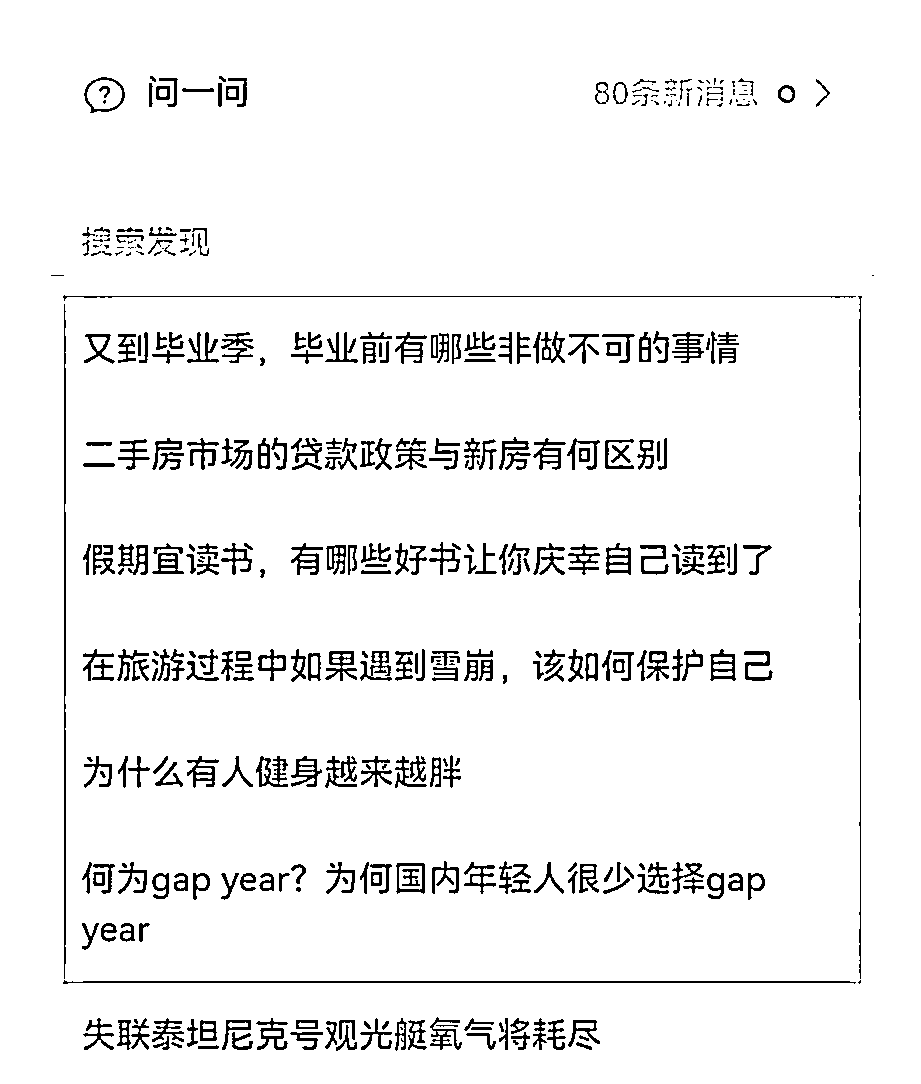 问一问
80条新消息
搜索发现
又到毕业季，毕业前有哪些非做不可的事情
二手房市场的贷款政策与新房有何区别
假期宜读书，有哪些好书让你庆幸自己读到了
在旅游过程中如果遇到雪崩，该如何保护自己
为什么有人健身越来越胖
何为gap year？为何国内年轻人很少选择gap
year
失联泰坦尼克号观光艇氧气将耗尽